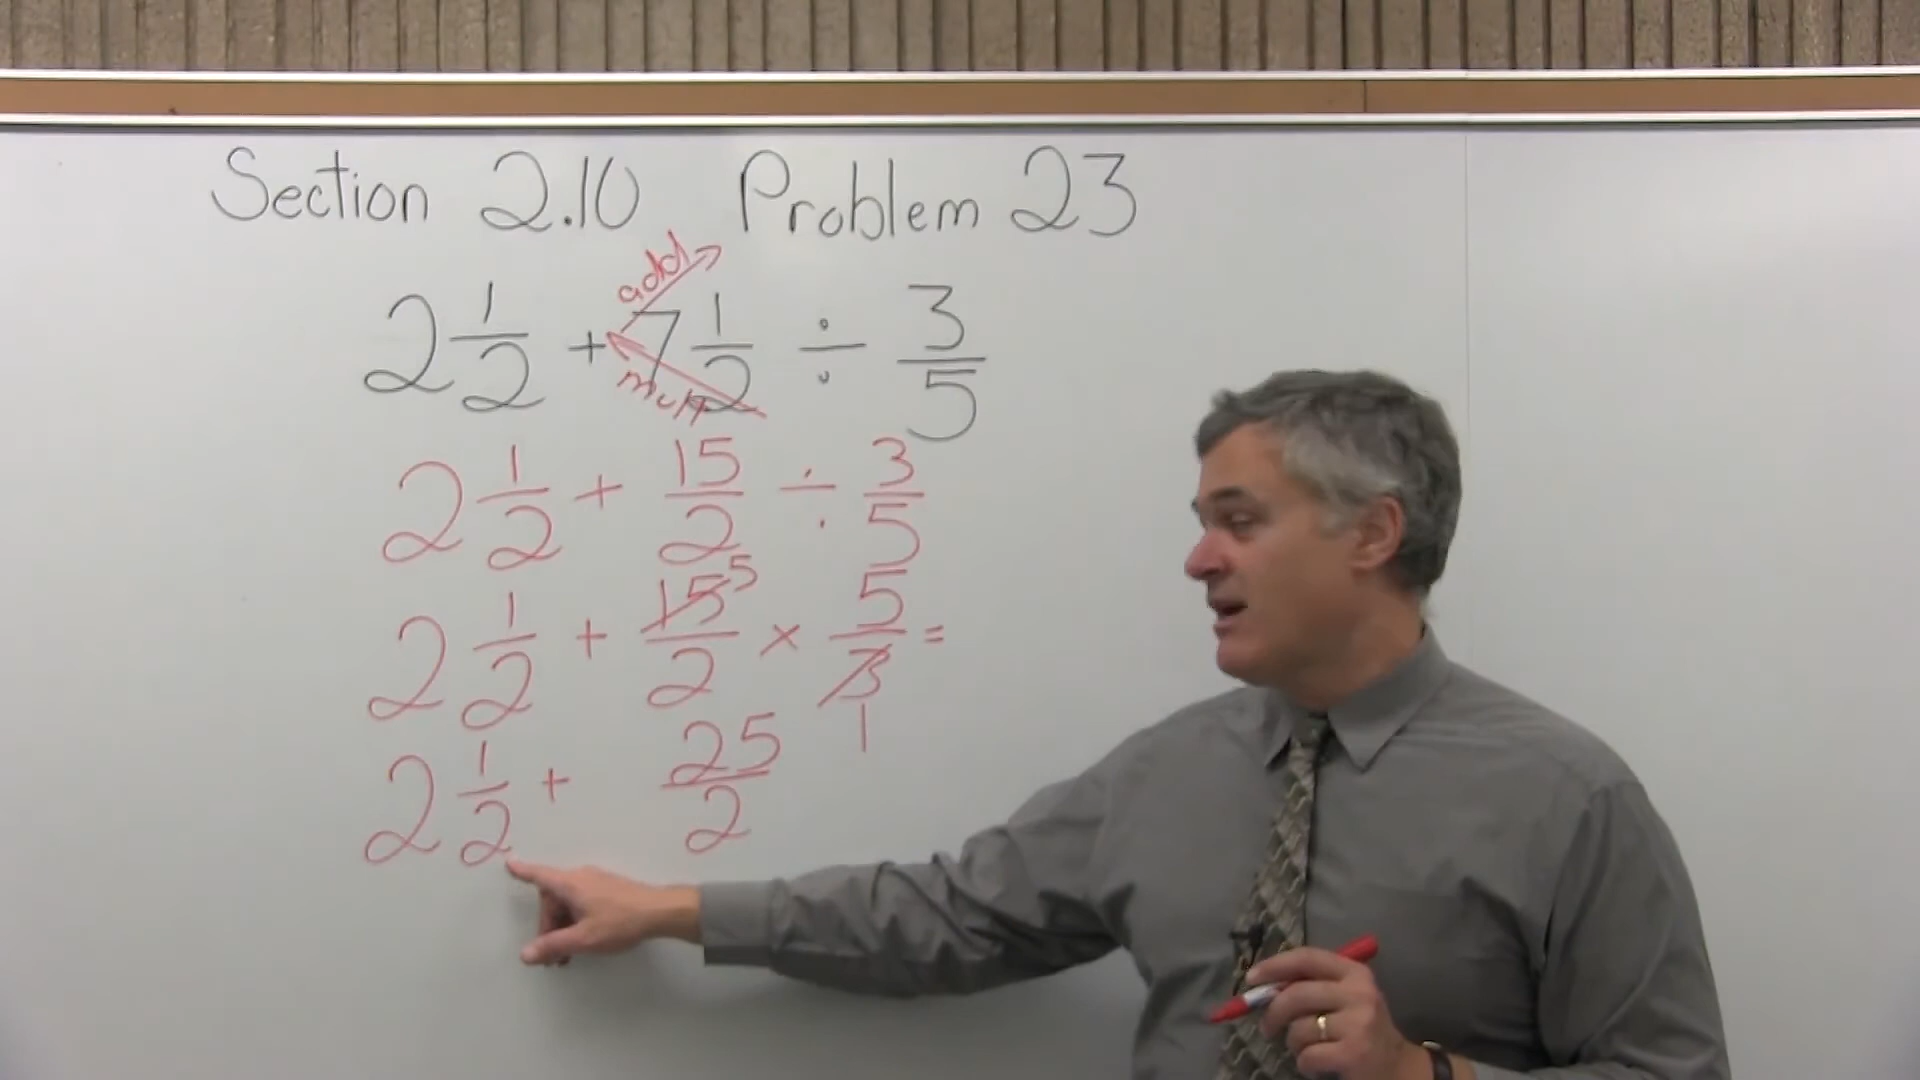 Section 2.10 Problem 23
add
2 1/2 + 7 1/2 ÷ 3/5
mult
2 1/2 + 15/2 ÷ 3/5
5
2 1/2 + 15/2 × 5/3 =
1
2 1/2 + 25/2